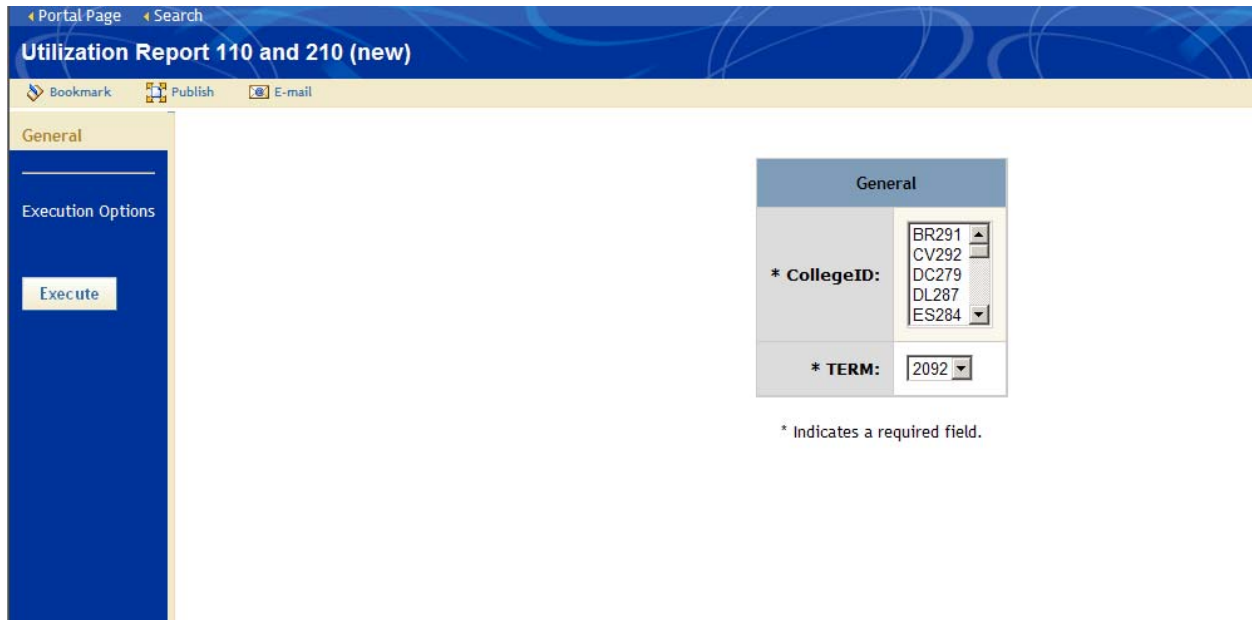 Portal Page Search
Utilization Report 110 and 210 (new)
Bookmark Publish E-mail
General
Execution Options
Execute
General
* CollegeID:
BR291
CV292
DC279
DL287
ES284
* TERM: 2092
* Indicates a required field.